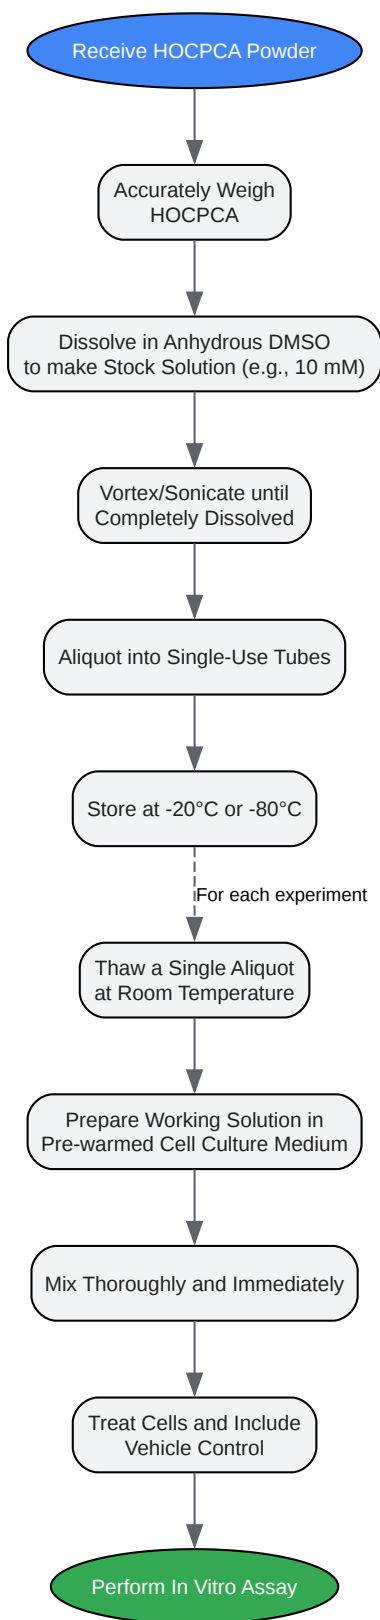 Receive HOCPCA Powder
Accurately Weigh
HOCPCA
Dissolve in Anhydrous DMSO
to make Stock Solution (e.g., 10 mM)
Vortex/Sonicate until
Completely Dissolved
Aliquot into Single-Use Tubes
Store at -20°C or -80°C
For each experiment
Thaw a Single Aliquot
at Room Temperature
Prepare Working Solution in
Pre-warmed Cell Culture Medium
Mix Thoroughly and Immediately
Treat Cells and Include
Vehicle Control
Perform In Vitro Assay